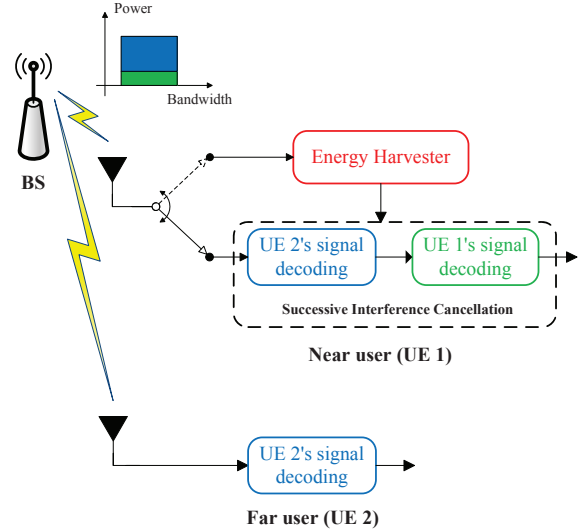 Power
Bandwidth
BS
Energy Harvester
UE 2's signal
decoding
UE 1's signal
decoding
Successive Interference Cancellation
Near user (UE 1)
UE 2's signal
decoding
Far user (UE 2)